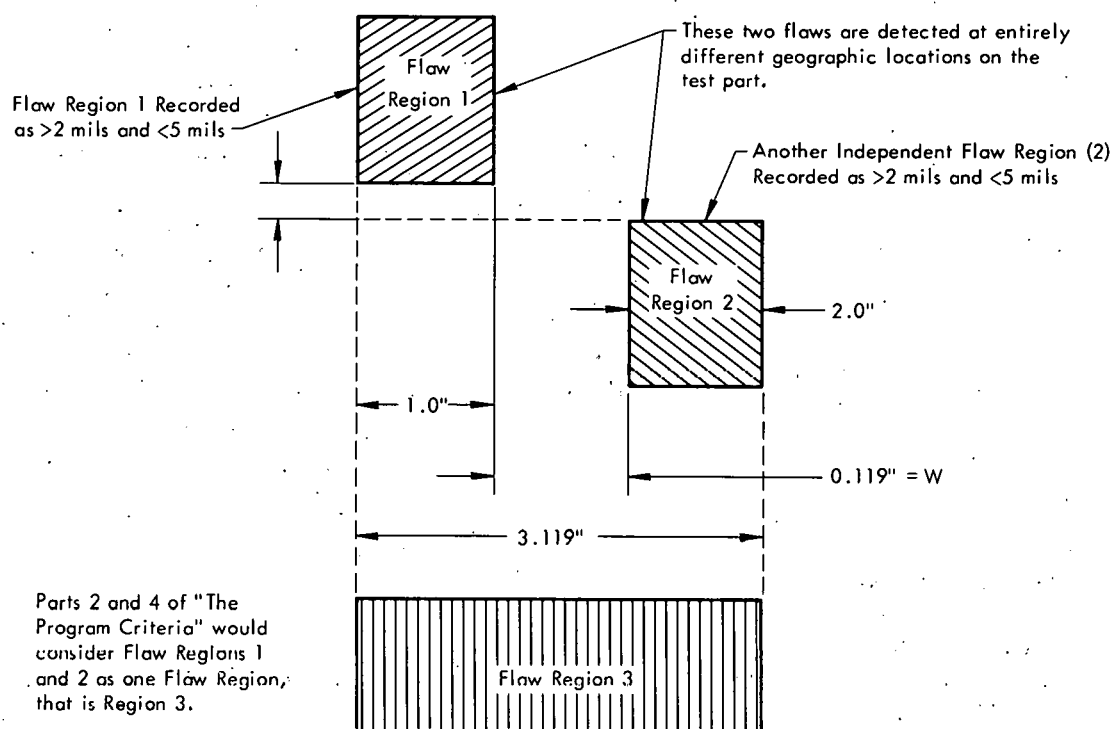 These two flaws are detected at entirely
different geographic locations on the
test part.
Flaw
Region 1
Flaw Region 1 Recorded
as >2 mils and <5 mils
Another Independent Flaw Region (2)
Recorded as >2 mils and <5 mils
Flaw
Region 2
2.0"
1.0"
0.119" = W
3.119"
Parts 2 and 4 of "The
Program Criteria" would
consider Flaw Regions 1
and 2 as one Flaw Region,
that is Region 3.
Flaw Region 3